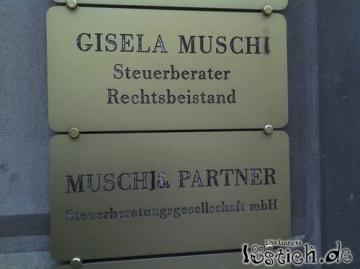 GISELA MUSCHI
Steuerberater
Rechtsbeistand
MUSCHI & PARTNER
Steuerberatungsgesellschaft mbH
lustich.de